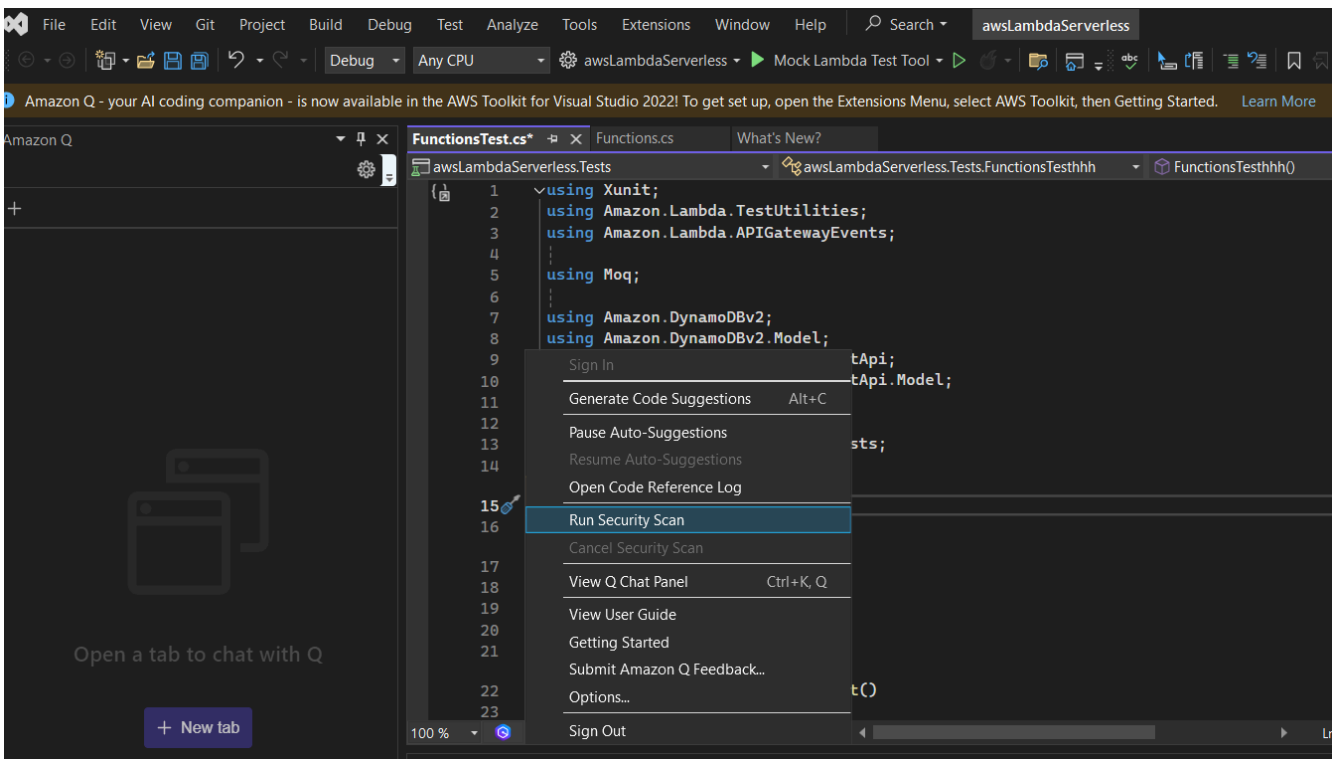 File Edit View Git Project Build Debug Test Analyze Tools Extensions Window Help Search awsLambdaServerless
Debug Any CPU awsLambdaServerless Mock Lambda Test Tool
Amazon Q - your AI coding companion - is now available in the AWS Toolkit for Visual Studio 2022! To get set up, open the Extensions Menu, select AWS Toolkit, then Getting Started. Learn More
Amazon Q
FunctionsTest.cs* Functions.cs What's New?
awsLambdaServerless.Tests awsLambdaServerless.Tests.FunctionsTesthhh FunctionsTesthhh()
1 using Xunit;
2 using Amazon.Lambda.TestUtilities;
3 using Amazon.Lambda.APIGatewayEvents;
4
5 using Moq;
6
7 using Amazon.DynamoDBv2;
8 using Amazon.DynamoDBv2.Model;
9 tApi;
10 tApi.Model;
11
12
13 sts;
14
15
16
17
18
19
20
21
22 t()
23
Sign In
Generate Code Suggestions Alt+C
Pause Auto-Suggestions
Resume Auto-Suggestions
Open Code Reference Log
Run Security Scan
Cancel Security Scan
View Q Chat Panel Ctrl+K, Q
View User Guide
Getting Started
Submit Amazon Q Feedback...
Options...
Sign Out
Open a tab to chat with Q
+ New tab
100 %